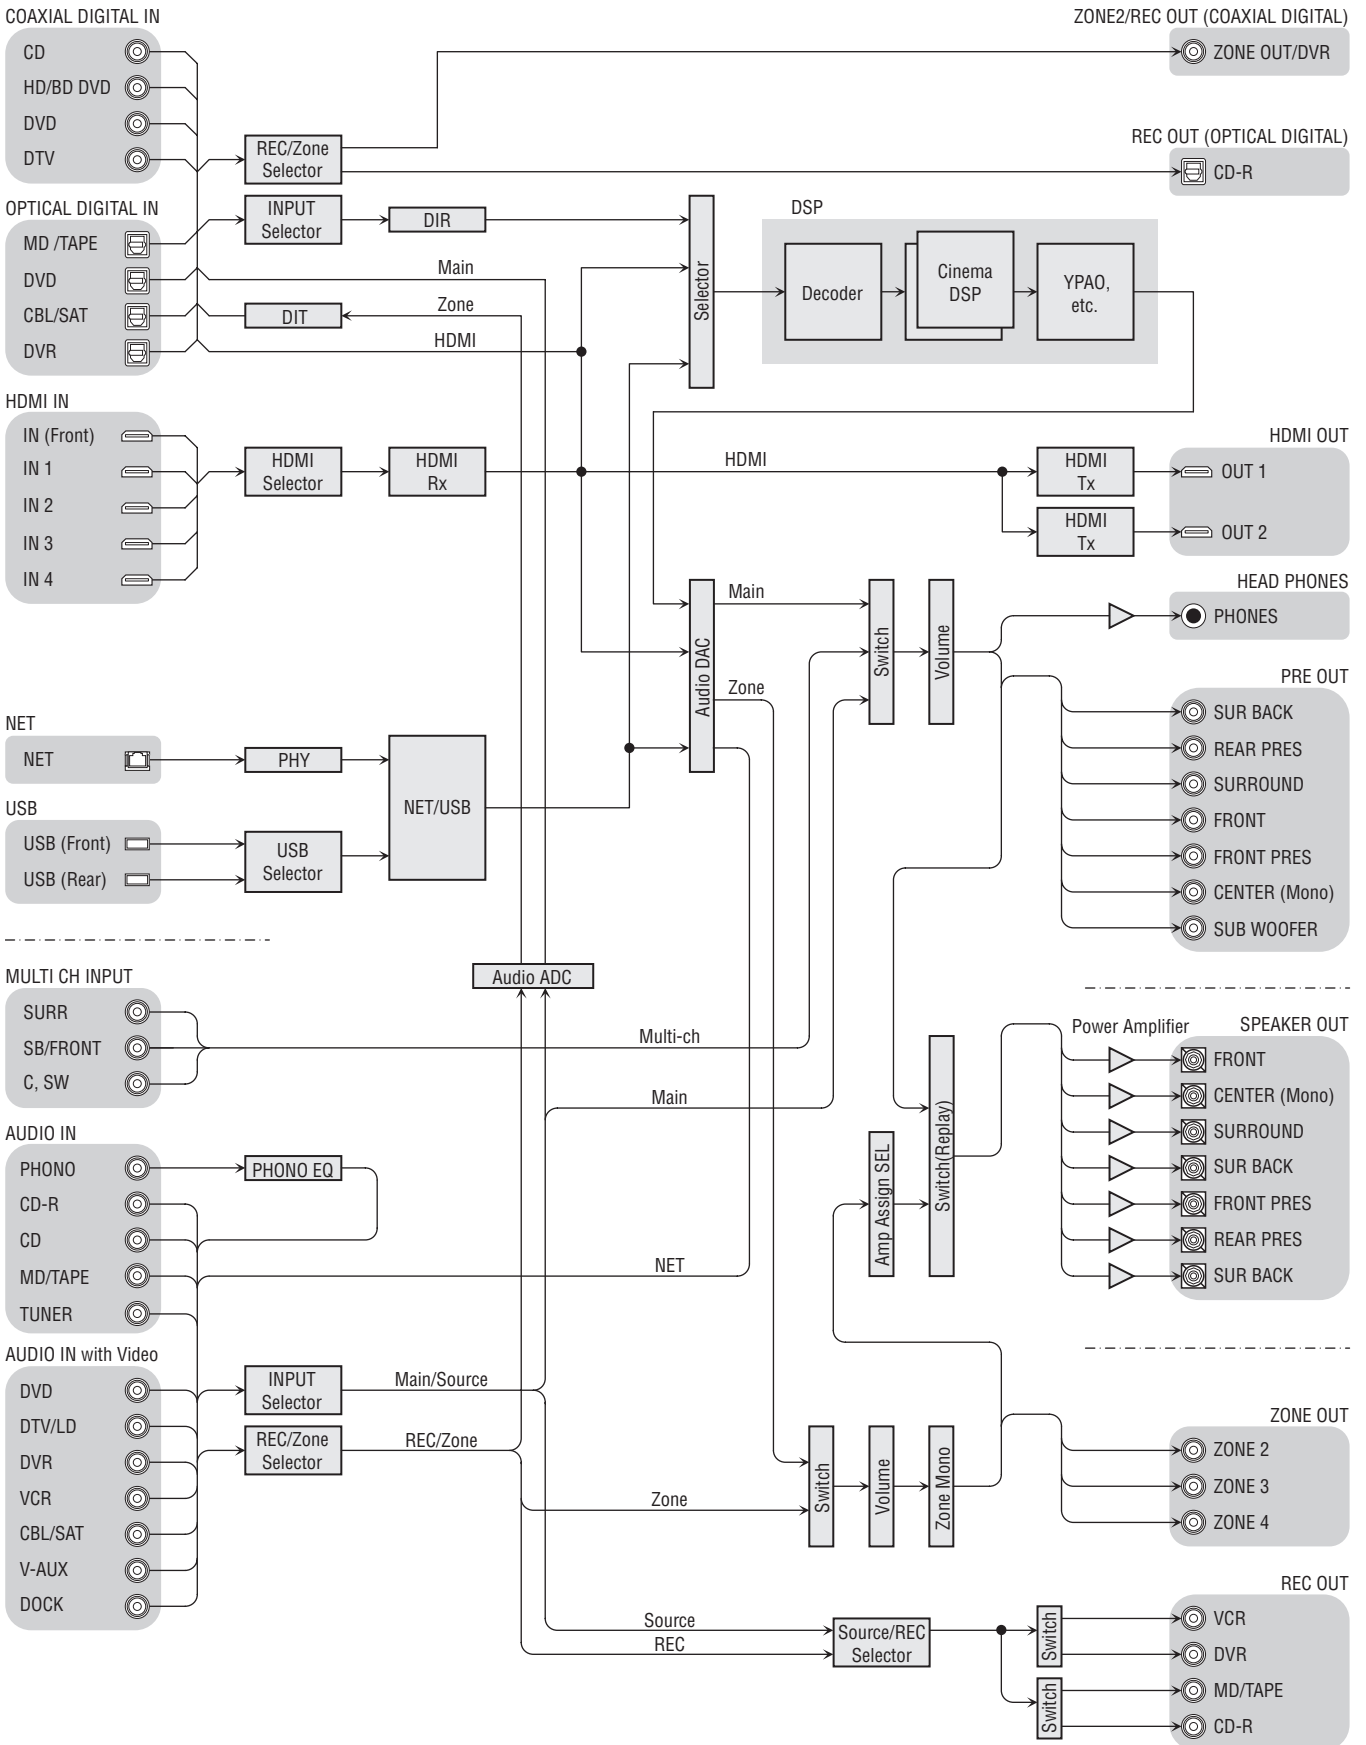 COAXIAL DIGITAL IN
CD
HD/BD DVD
DVD
DTV
OPTICAL DIGITAL IN
MD /TAPE
DVD
CBL/SAT
DVR
HDMI IN
IN (Front)
IN 1
IN 2
IN 3
IN 4
NET
NET
USB
USB (Front)
USB (Rear)
MULTI CH INPUT
SURR
SB/FRONT
C, SW
AUDIO IN
PHONO
CD-R
CD
MD/TAPE
TUNER
AUDIO IN with Video
DVD
DTV/LD
DVR
VCR
CBL/SAT
V-AUX
DOCK
REC/Zone
Selector
INPUT
Selector
DIR
Main
Zone
DIT
HDMI
HDMI
Selector
HDMI
Rx
PHY
USB
Selector
NET/USB
Audio ADC
PHONO EQ
INPUT
Selector
Main/Source
REC/Zone
Selector
REC/Zone
Selector
DSP
Decoder
Cinema
DSP
YPAO,
etc.
HDMI
HDMI
Tx
HDMI
Tx
Audio DAC
Main
Zone
Switch
Volume
Multi-ch
Main
NET
Amp Assign SEL
Switch(Replay)
Zone
Switch
Volume
Zone Mono
Source
REC
Source/REC
Selector
Switch
Switch
ZONE2/REC OUT (COAXIAL DIGITAL)
ZONE OUT/DVR
REC OUT (OPTICAL DIGITAL)
CD-R
HDMI OUT
OUT 1
OUT 2
HEAD PHONES
PHONES
PRE OUT
SUR BACK
REAR PRES
SURROUND
FRONT
FRONT PRES
CENTER (Mono)
SUB WOOFER
Power Amplifier
SPEAKER OUT
FRONT
CENTER (Mono)
SURROUND
SUR BACK
FRONT PRES
REAR PRES
SUR BACK
ZONE OUT
ZONE 2
ZONE 3
ZONE 4
REC OUT
VCR
DVR
MD/TAPE
CD-R